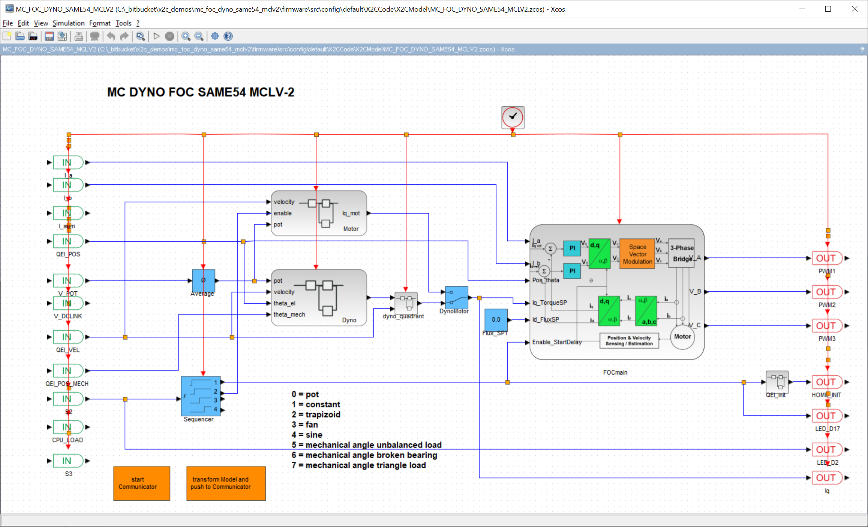 MC_FOC_DYNO_SAME54_MCLV2 (C:\_bitbucket\x2c_demos\mc_foc_dyno_same54_mclv2\firmware\src\config\default\X2CCode\X2CModel\MC_FOC_DYNO_SAME54_MCLV2.zcos) - Xcos
File Edit View Simulation Format Tools ?
MC_FOC_DYNO_SAME54_MCLV2 (C:\_bitbucket\x2c_demos\mc_foc_dyno_same54_mclv2\firmware\src\config\default\X2CCode\X2CModel\MC_FOC_DYNO_SAME54_MCLV2.zcos) - Xcos
MC DYNO FOC SAME54 MCLV-2
IN
I_a
IN
I_b
IN
IN
QEI_POS
IN
V_POT
IN
V_DCLINK
IN
QEI_VEL
IN
QEI_POS_MECH
IN
S2
IN
CPU_LOAD
IN
S3
velocity
enable
pot
Iq_mot
Motor
Average
pot
velocity
theta_el
theta_mech
Dyno
dyno_quadrant
DynoMotor
0.0
Flux_SPT
Sequencer
1
2
3
4
I_a
I_b
Pos_theta
Iq_TorqueSP
Id_FluxSP
Enable_StartDelay
PI
PI
d,q
α,β
Space
Vector
Modulation
3-Phase
Bridge
V_A
V_B
V_C
d,q
α,β
α,β
a,b,c
Position & Velocity
Sensing / Estimation
Motor
FOCmain
QEI_Init
OUT
PWM1
OUT
PWM2
OUT
PWM3
OUT
HOME_INIT
OUT
LED_D17
OUT
LED_D2
OUT
Iq
0 = pot
1 = constant
2 = trapizoid
3 = fan
4 = sine
5 = mechanical angle unbalanced load
6 = mechanical angle broken bearing
7 = mechanical angle triangle load
start
Communicator
transform Model and
push to Communicator